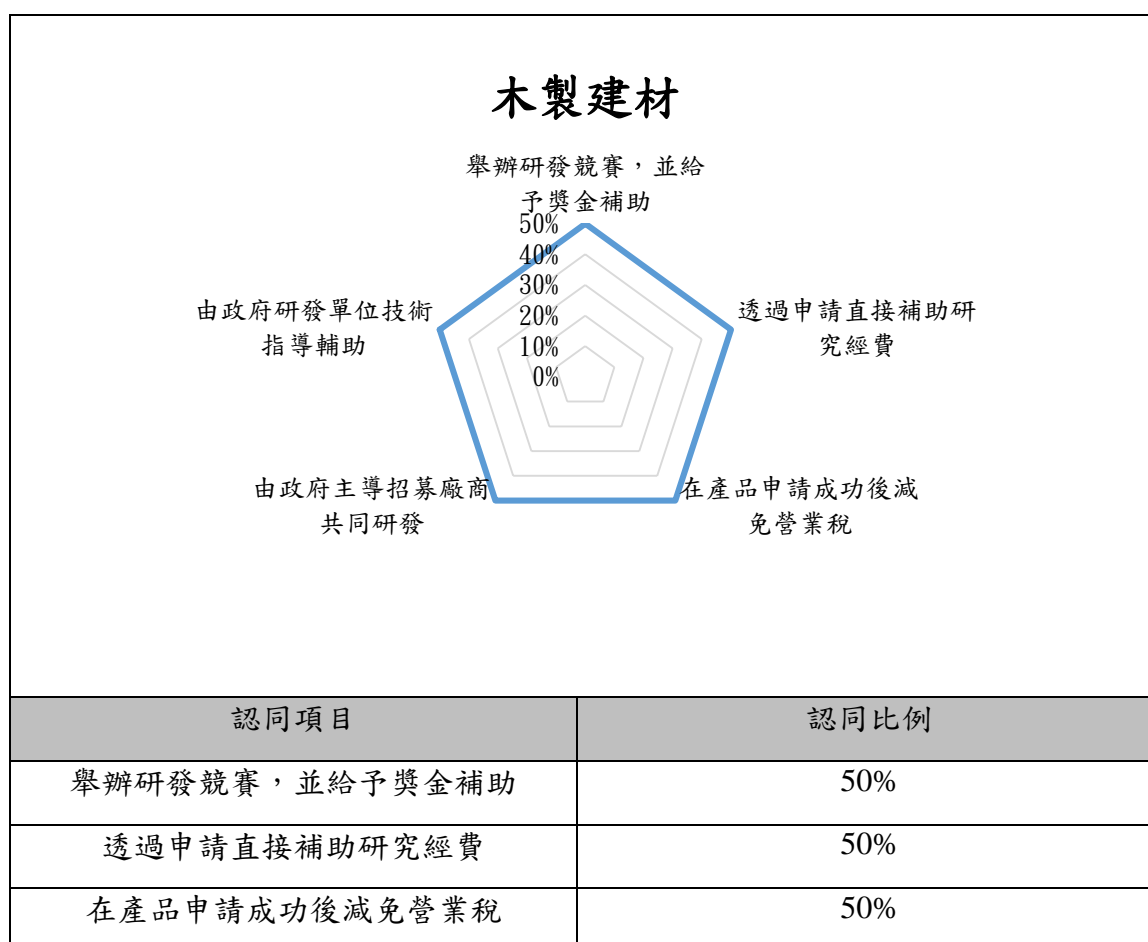 木製建材
舉辦研發競賽，並給
予獎金補助
50%
40%
30%
20%
10%
0%
透過申請直接補助研
究經費
在產品申請成功後減
免營業稅
由政府主導招募廠商
共同研發
由政府研發單位技術
指導輔助
認同項目 認同比例
舉辦研發競賽，並給予獎金補助 50%
透過申請直接補助研究經費 50%
在產品申請成功後減免營業稅 50%